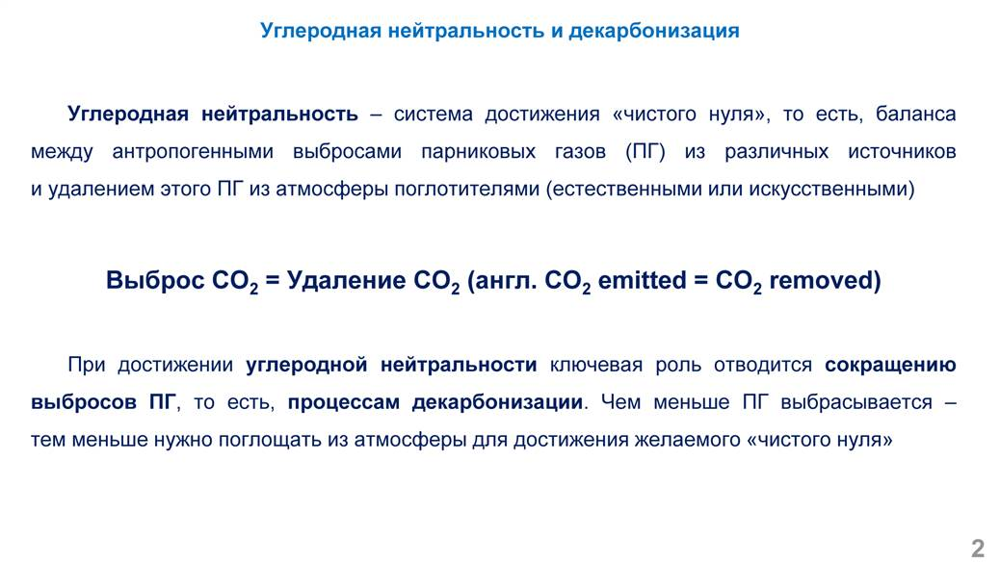 Углеродная нейтральность и декарбонизация
Углеродная нейтральность – система достижения «чистого нуля», то есть, баланса
между антропогенными выбросами парниковых газов (ПГ) из различных источников
и удалением этого ПГ из атмосферы поглотителями (естественными или искусственными)
Выброс CO₂ = Удаление CO₂ (англ. CO₂ emitted = CO₂ removed)
При достижении углеродной нейтральности ключевая роль отводится сокращению
выбросов ПГ, то есть, процессам декарбонизации. Чем меньше ПГ выбрасывается –
тем меньше нужно поглощать из атмосферы для достижения желаемого «чистого нуля»
2